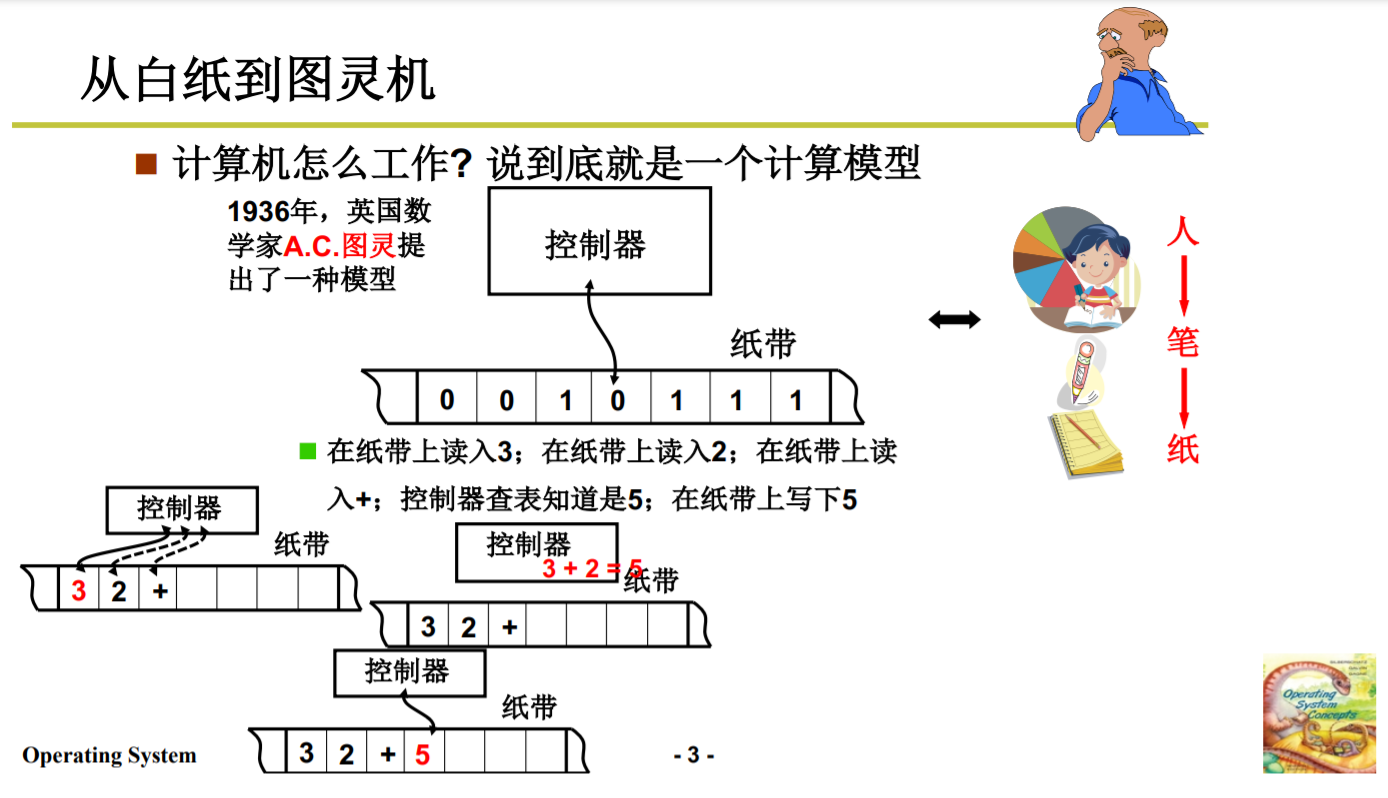 从白纸到图灵机
计算机怎么工作? 说到底就是一个计算模型
1936年，英国数
学家A.C.图灵提
出了一种模型
控制器
纸带
0 0 1 0 1 1 1
人
笔
纸
在纸带上读入3；在纸带上读入2；在纸带上读
入+；控制器查表知道是5；在纸带上写下5
控制器
纸带
3 2 +
控制器
3 + 2 = 5
纸带
3 2 +
控制器
纸带
3 2 + 5
Operating System
- 3 -
Operating
System
Concepts